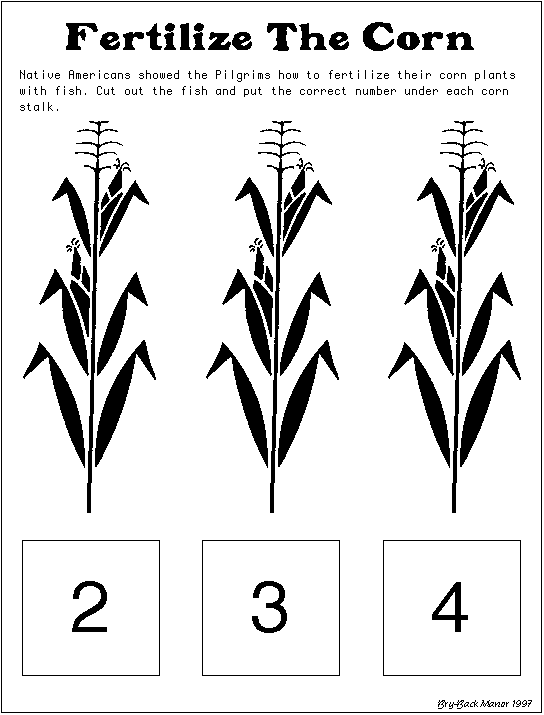 Fertilize The Corn
Native Americans showed the Pilgrims how to fertilize their corn plants
with fish. Cut out the fish and put the correct number under each corn
stalk.
2 3 4
Bry-Back Manor 1997